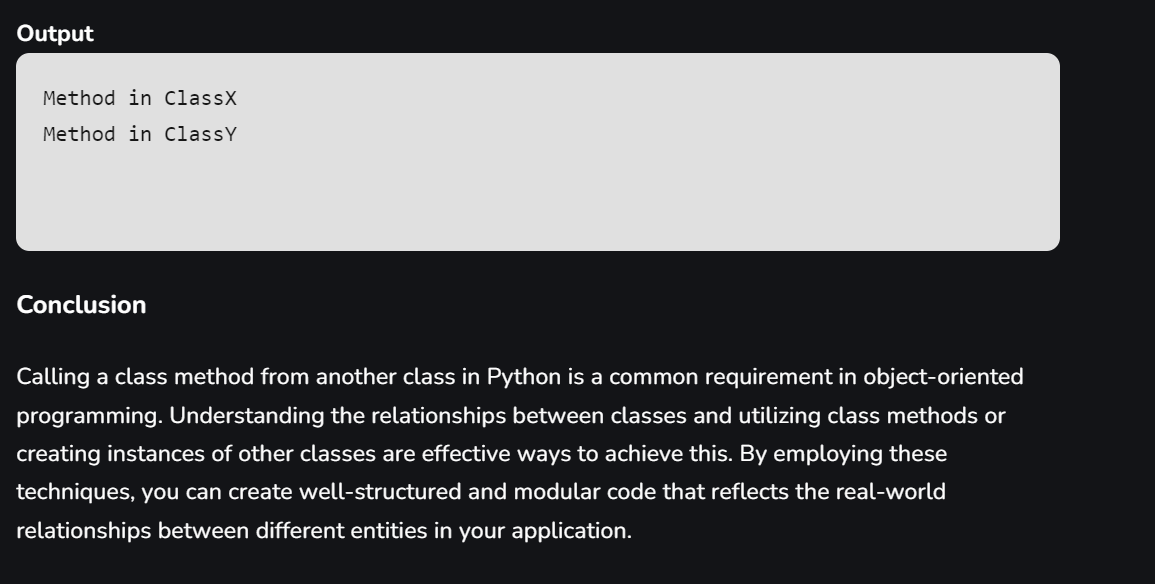 Output
Method in ClassX
Method in ClassY
Conclusion
Calling a class method from another class in Python is a common requirement in object-oriented
programming. Understanding the relationships between classes and utilizing class methods or
creating instances of other classes are effective ways to achieve this. By employing these
techniques, you can create well-structured and modular code that reflects the real-world
relationships between different entities in your application.